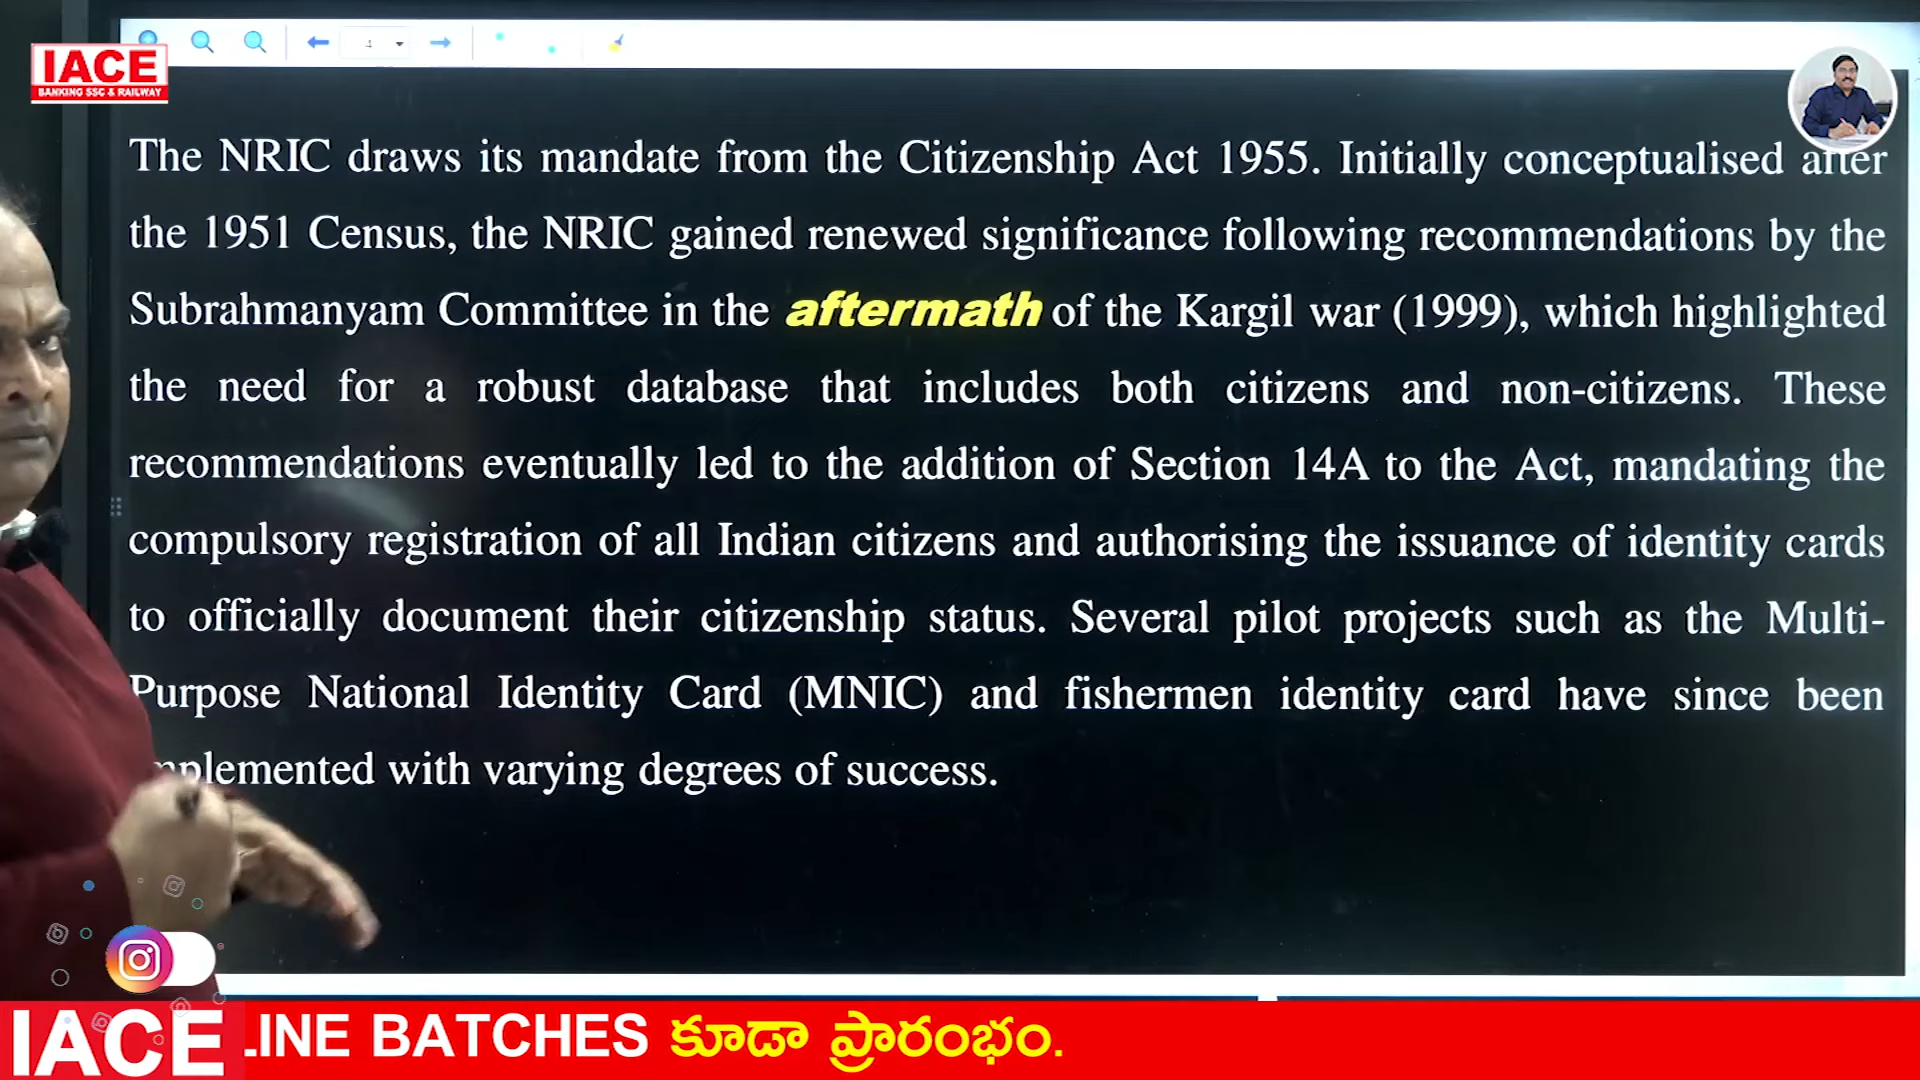 4
IACE
BANKING SSC & RAILWAY
The NRIC draws its mandate from the Citizenship Act 1955. Initially conceptualised after
the 1951 Census, the NRIC gained renewed significance following recommendations by the
Subrahmanyam Committee in the aftermath of the Kargil war (1999), which highlighted
the need for a robust database that includes both citizens and non-citizens. These
recommendations eventually led to the addition of Section 14A to the Act, mandating the
compulsory registration of all Indian citizens and authorising the issuance of identity cards
to officially document their citizenship status. Several pilot projects such as the Multi-
Purpose National Identity Card (MNIC) and fishermen identity card have since been
mplemented with varying degrees of success.
IACE LINE BATCHES కూడా ప్రారంభం.